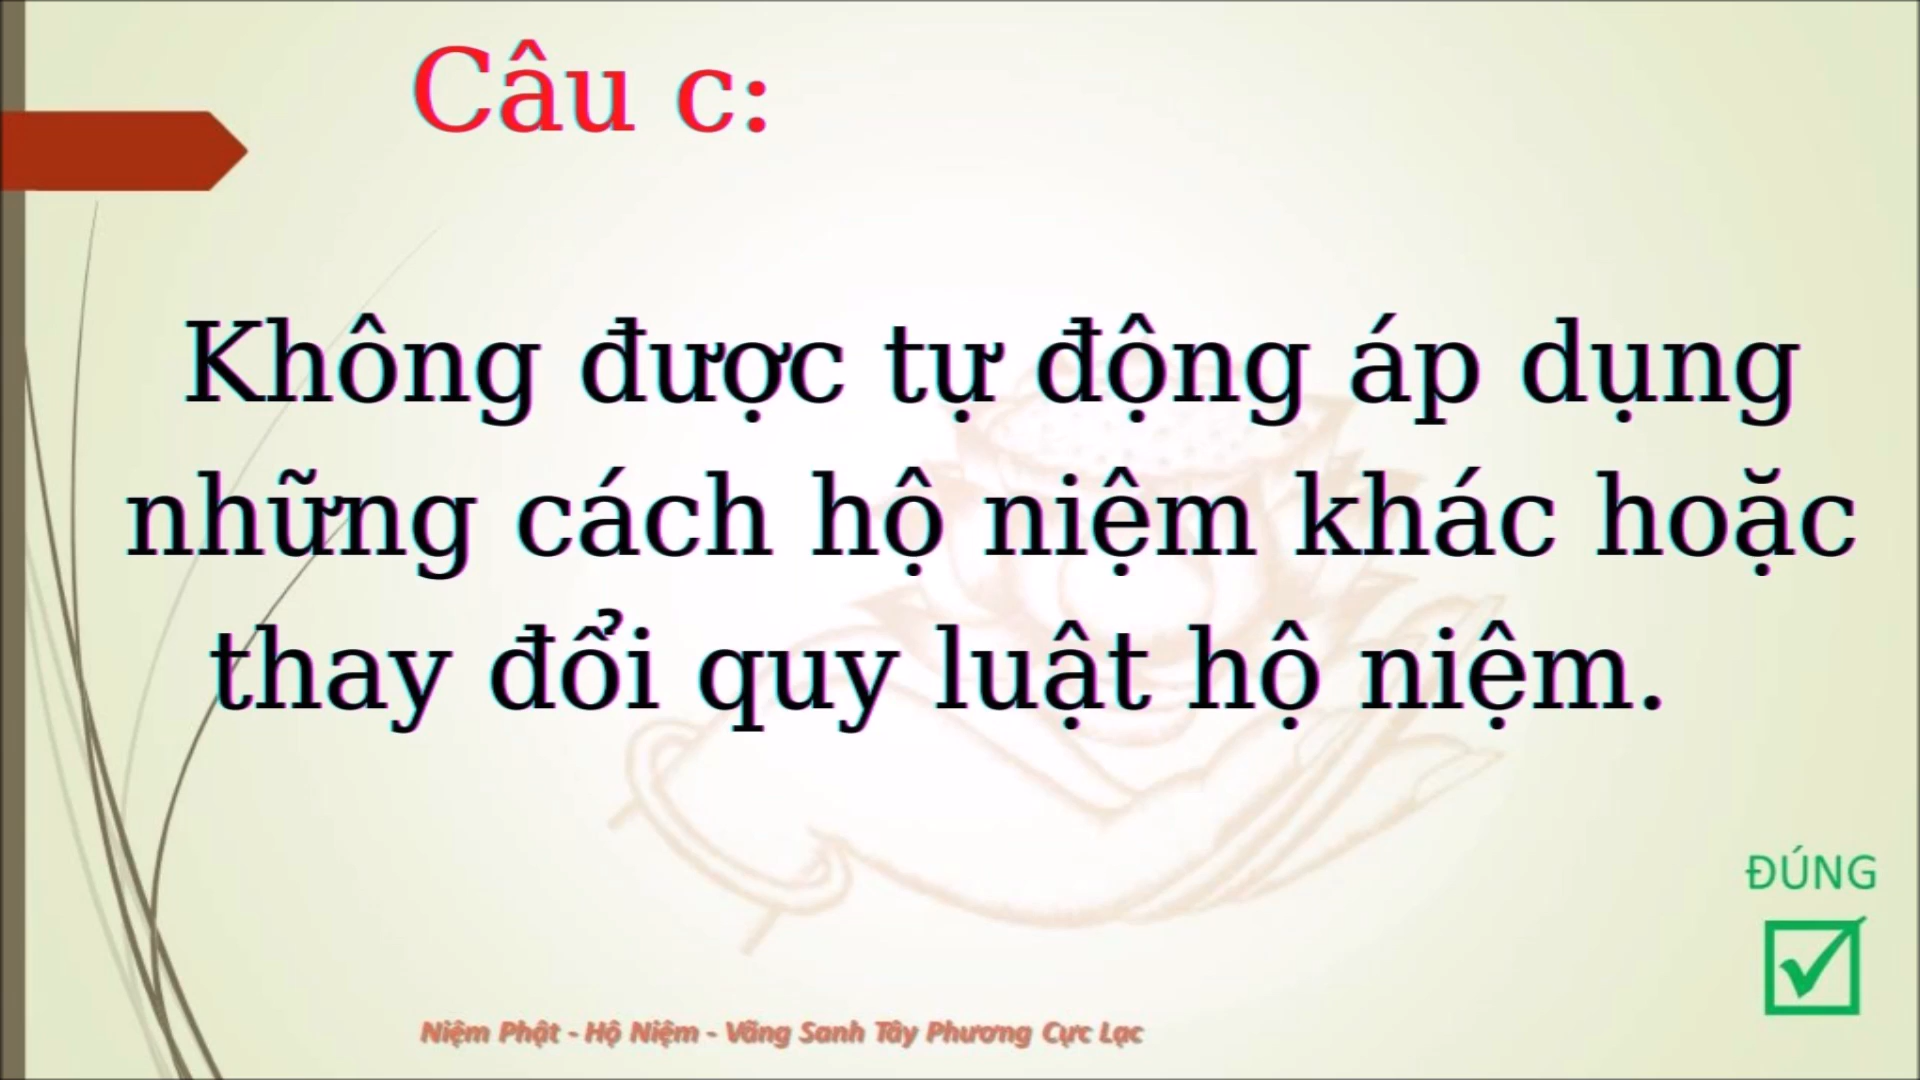 Câu c:
Không được tự động áp dụng
những cách hộ niệm khác hoặc
thay đổi quy luật hộ niệm.
ĐÚNG
Niệm Phật - Hộ Niệm - Vãng Sanh Tây Phương Cực Lạc